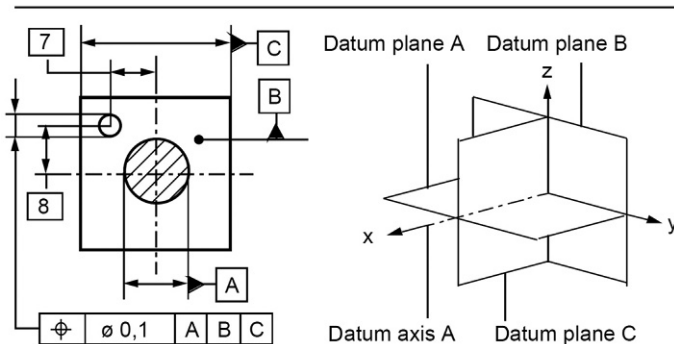 7
C
Datum plane A
Datum plane B
B
z
8
x
y
A
⌖ ø 0,1 A B C
Datum axis A
Datum plane C